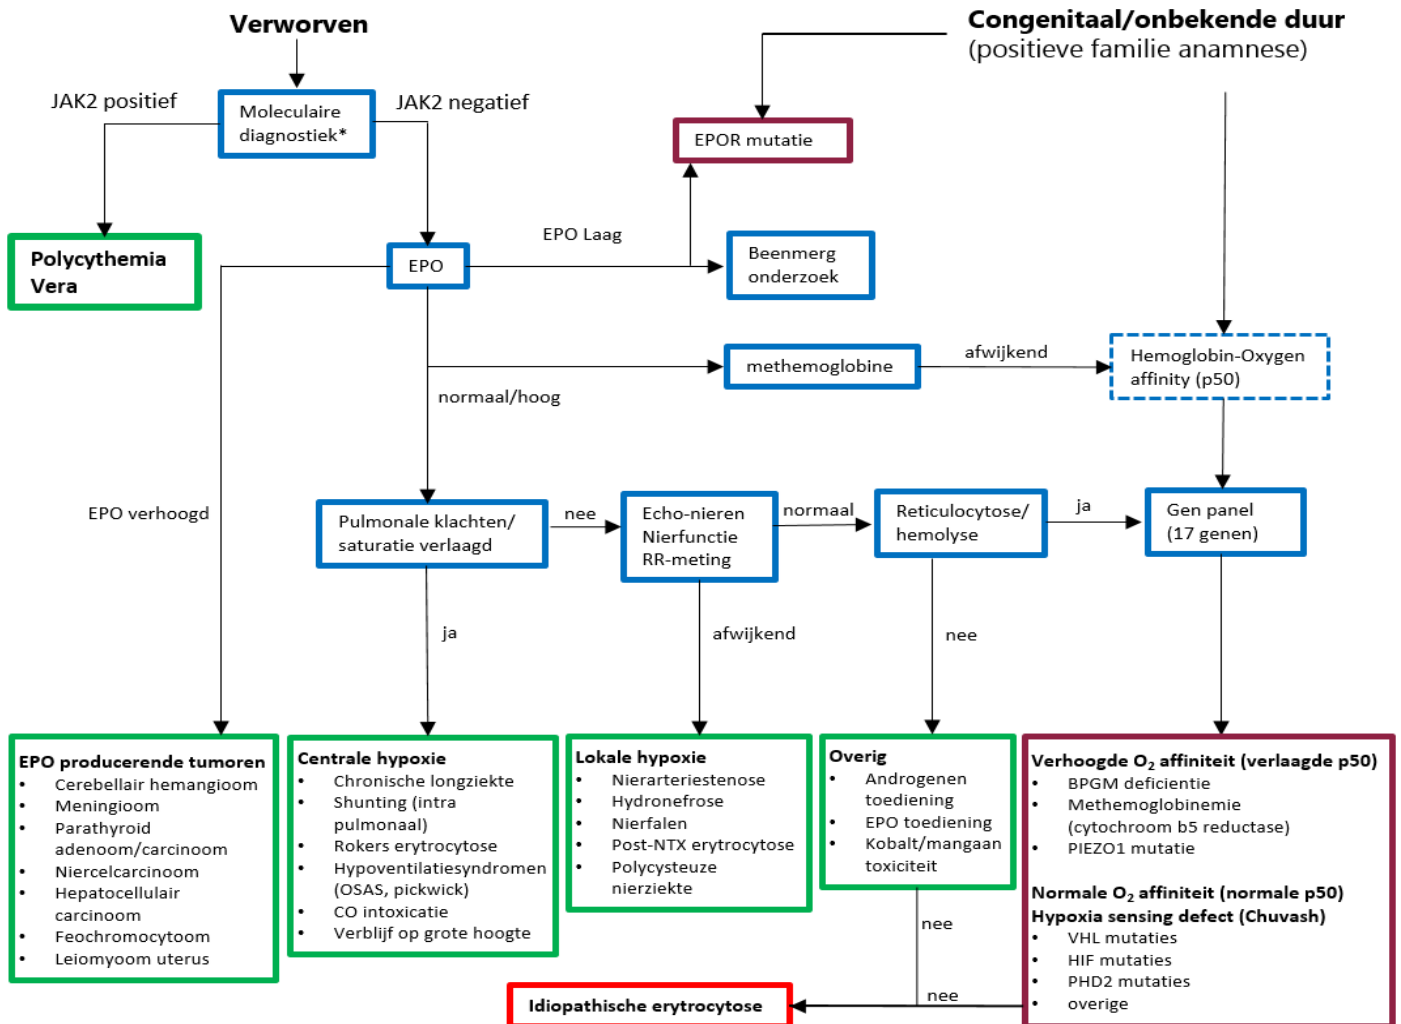 Verworven
Congenitaal/onbekende duur
(positieve familie anamnese)
JAK2 positief
JAK2 negatief
Moleculaire
diagnostiek*
EPOR mutatie
Polycythemia
Vera
EPO
EPO Laag
Beenmerg
onderzoek
methemoglobine
afwijkend
Hemoglobin-Oxygen
affinity (p50)
normaal/hoog
EPO verhoogd
Pulmonale klachten/
saturatie verlaagd
nee
Echo-nieren
Nierfunctie
RR-meting
normaal
Reticulocytose/
hemolyse
ja
Gen panel
(17 genen)
ja
afwijkend
nee
EPO producerende tumoren
• Cerebellair hemangioom
• Meningioom
• Parathyroid
adenoom/carcinoom
• Niercelcarcinoom
• Hepatocellulair
carcinoom
• Feochromocytoom
• Leiomyoom uterus
Centrale hypoxie
• Chronische longziekte
• Shunting (intra
pulmonaal)
• Rokers erytrocytose
• Hypoventilatiesyndromen
(OSAS, pickwick)
• CO intoxicatie
• Verblijf op grote hoogte
Lokale hypoxie
• Nierarteriestenose
• Hydronefrose
• Nierfalen
• Post-NTX erytrocytose
• Polycysteuze
nierziekte
Overig
• Androgenen
toediening
• EPO toediening
• Kobalt/mangaan
toxiciteit
Verhoogde O₂ affiniteit (verlaagde p50)
• BPGM deficientie
• Methemoglobinemie
(cytochroom b5 reductase)
• PIEZO1 mutatie
Normale O₂ affiniteit (normale p50)
Hypoxia sensing defect (Chuvash)
• VHL mutaties
• HIF mutaties
• PHD2 mutaties
• overige
nee
nee
Idiopathische erytrocytose